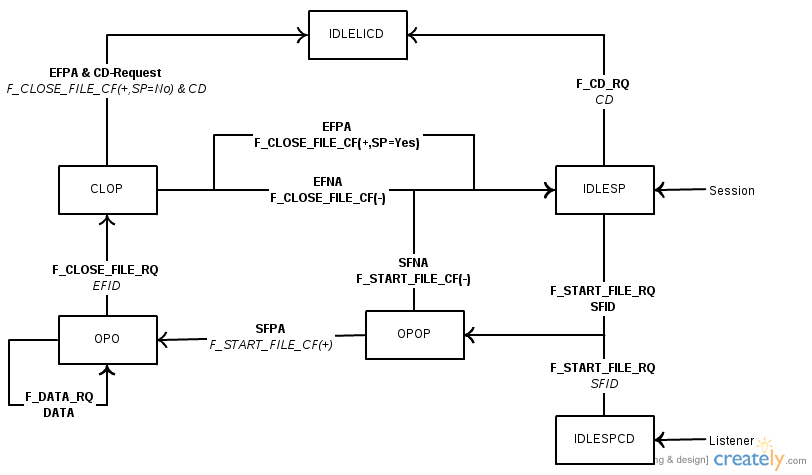 IDLELICD
EFPA & CD-Request
F_CLOSE_FILE_CF(+,SP=No) & CD
F_CD_RQ
CD
EFPA
F_CLOSE_FILE_CF(+,SP=Yes)
CLOP
EFNA
F_CLOSE_FILE_CF(-)
IDLESP
Session
F_CLOSE_FILE_RQ
EFID
SFNA
F_START_FILE_CF(-)
F_START_FILE_RQ
SFID
OPO
SFPA
F_START_FILE_CF(+)
OPOP
F_DATA_RQ
DATA
F_START_FILE_RQ
SFID
IDLESPCD
Listener
& design]
creately.com